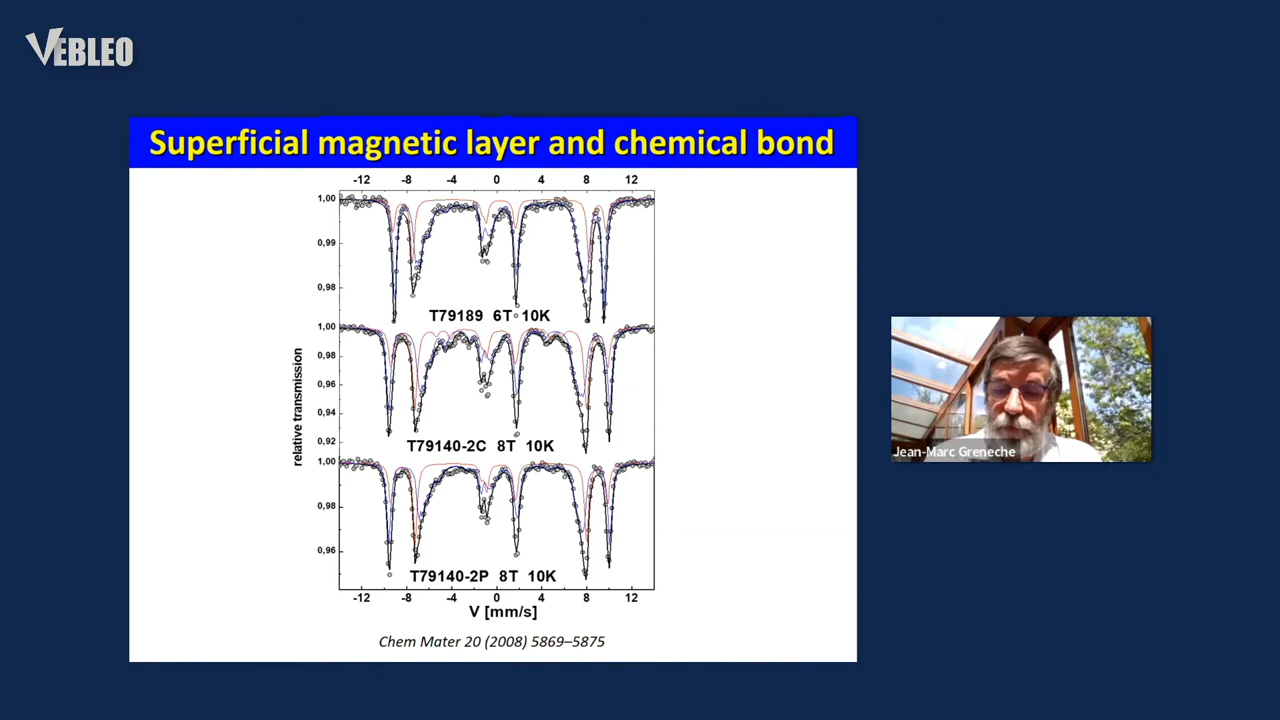 VEBLEO
Superficial magnetic layer and chemical bond
-12 -8 -4 0 4 8 12
1,00
0,99
0,98
T79189 6T 10K
1,00
0,98
0,96
0,94
0,92
T79140-2C 8T 10K
relative transmission
1,00
0,98
0,96
T79140-2P 8T 10K
-12 -8 -4 0 4 8 12
V [mm/s]
Chem Mater 20 (2008) 5869–5875
Jean-Marc Greneche